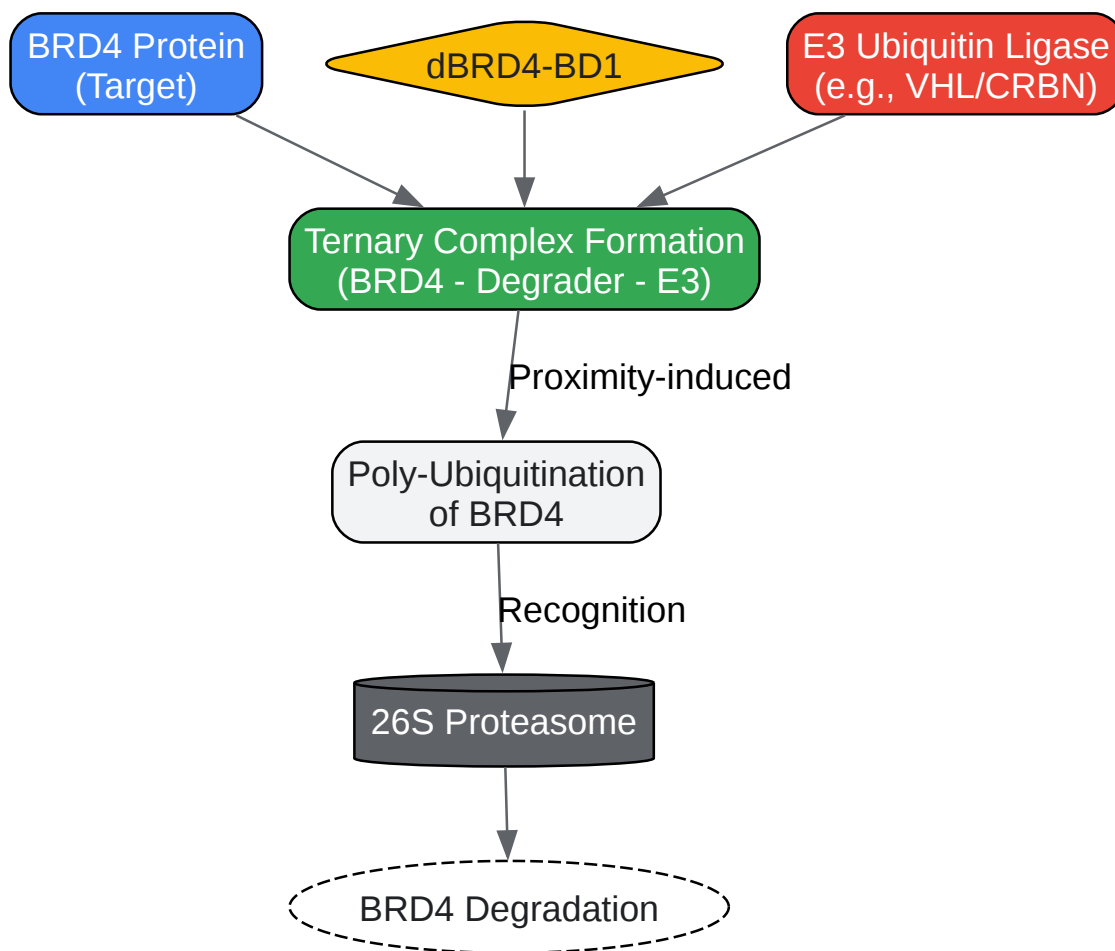 BRD4 Protein
(Target)
dBRD4-BD1
E3 Ubiquitin Ligase
(e.g., VHL/CRBN)
Ternary Complex Formation
(BRD4 - Degrader - E3)
Proximity-induced
Poly-Ubiquitination
of BRD4
Recognition
26S Proteasome
BRD4 Degradation